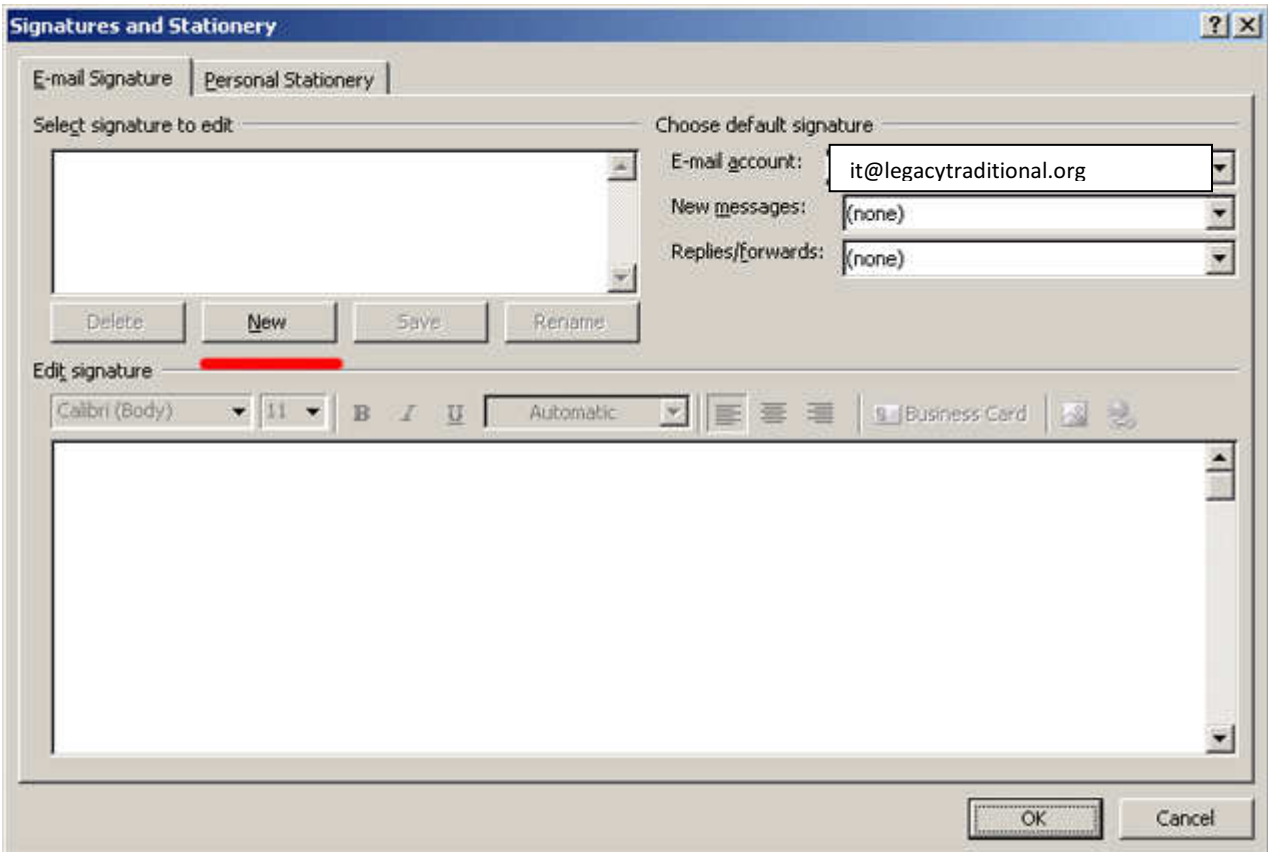 Signatures and Stationery
E-mail Signature
Personal Stationery
Select signature to edit
Choose default signature
E-mail account:
it@legacytraditional.org
New messages:
(none)
Replies/forwards:
(none)
Delete
New
Save
Rename
Edit signature
Calibri (Body)
11
B
I
U
Automatic
Business Card
OK
Cancel